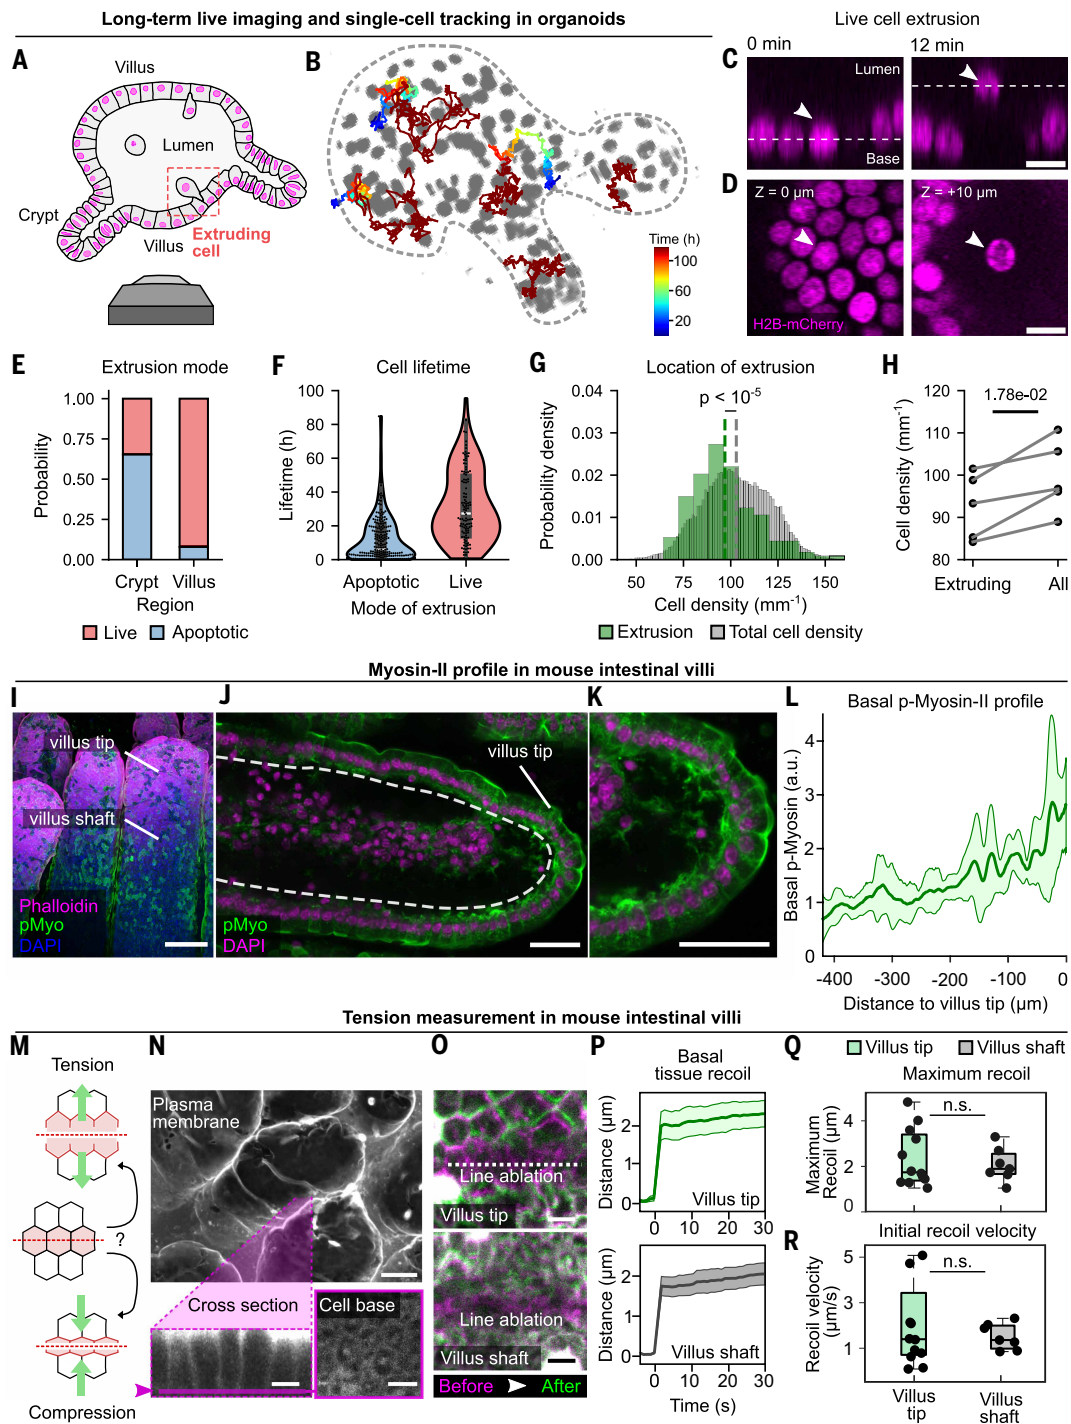 Long-term live imaging and single-cell tracking in organoids
A
Villus
Lumen
Crypt
Villus
Extruding
cell
B
Time (h)
100
60
20
Live cell extrusion
C
0 min
12 min
Lumen
Base
D
Z = 0 µm
Z = +10 µm
H2B-mCherry
E
Extrusion mode
Probability
1.00
0.75
0.50
0.25
0.00
Crypt Villus
Region
Live Apoptotic
F
Cell lifetime
Lifetime (h)
100
80
60
40
20
0
Apoptotic Live
Mode of extrusion
G
Location of extrusion
p < 10⁻⁵
Probability density
0.04
0.03
0.02
0.01
0.00
50 75 100 125 150
Cell density (mm⁻¹)
Extrusion Total cell density
H
1.78e-02
Cell density (mm⁻¹)
120
110
100
90
80
Extruding All
Myosin-II profile in mouse intestinal villi
I
villus tip
villus shaft
Phalloidin
pMyo
DAPI
J
villus tip
pMyo
DAPI
K
L
Basal p-Myosin-II profile
Basal p-Myosin (a.u.)
4
3
2
1
0
-400 -300 -200 -100 0
Distance to villus tip (µm)
Tension measurement in mouse intestinal villi
M
Tension
?
Compression
N
Plasma
membrane
Cross section
Cell base
O
Line ablation
Villus tip
Line ablation
Villus shaft
Before After
P
Basal
tissue recoil
Distance (µm)
2
1
0
Villus tip
0 10 20 30
Distance (µm)
2
1
0
Villus shaft
0 10 20 30
Time (s)
Q
Villus tip Villus shaft
Maximum recoil
n.s.
Maximum
Recoil (µm)
4
2
0
R
Initial recoil velocity
n.s.
Recoil velocity
(µm/s)
5
3
1
Villus
tip
Villus
shaft